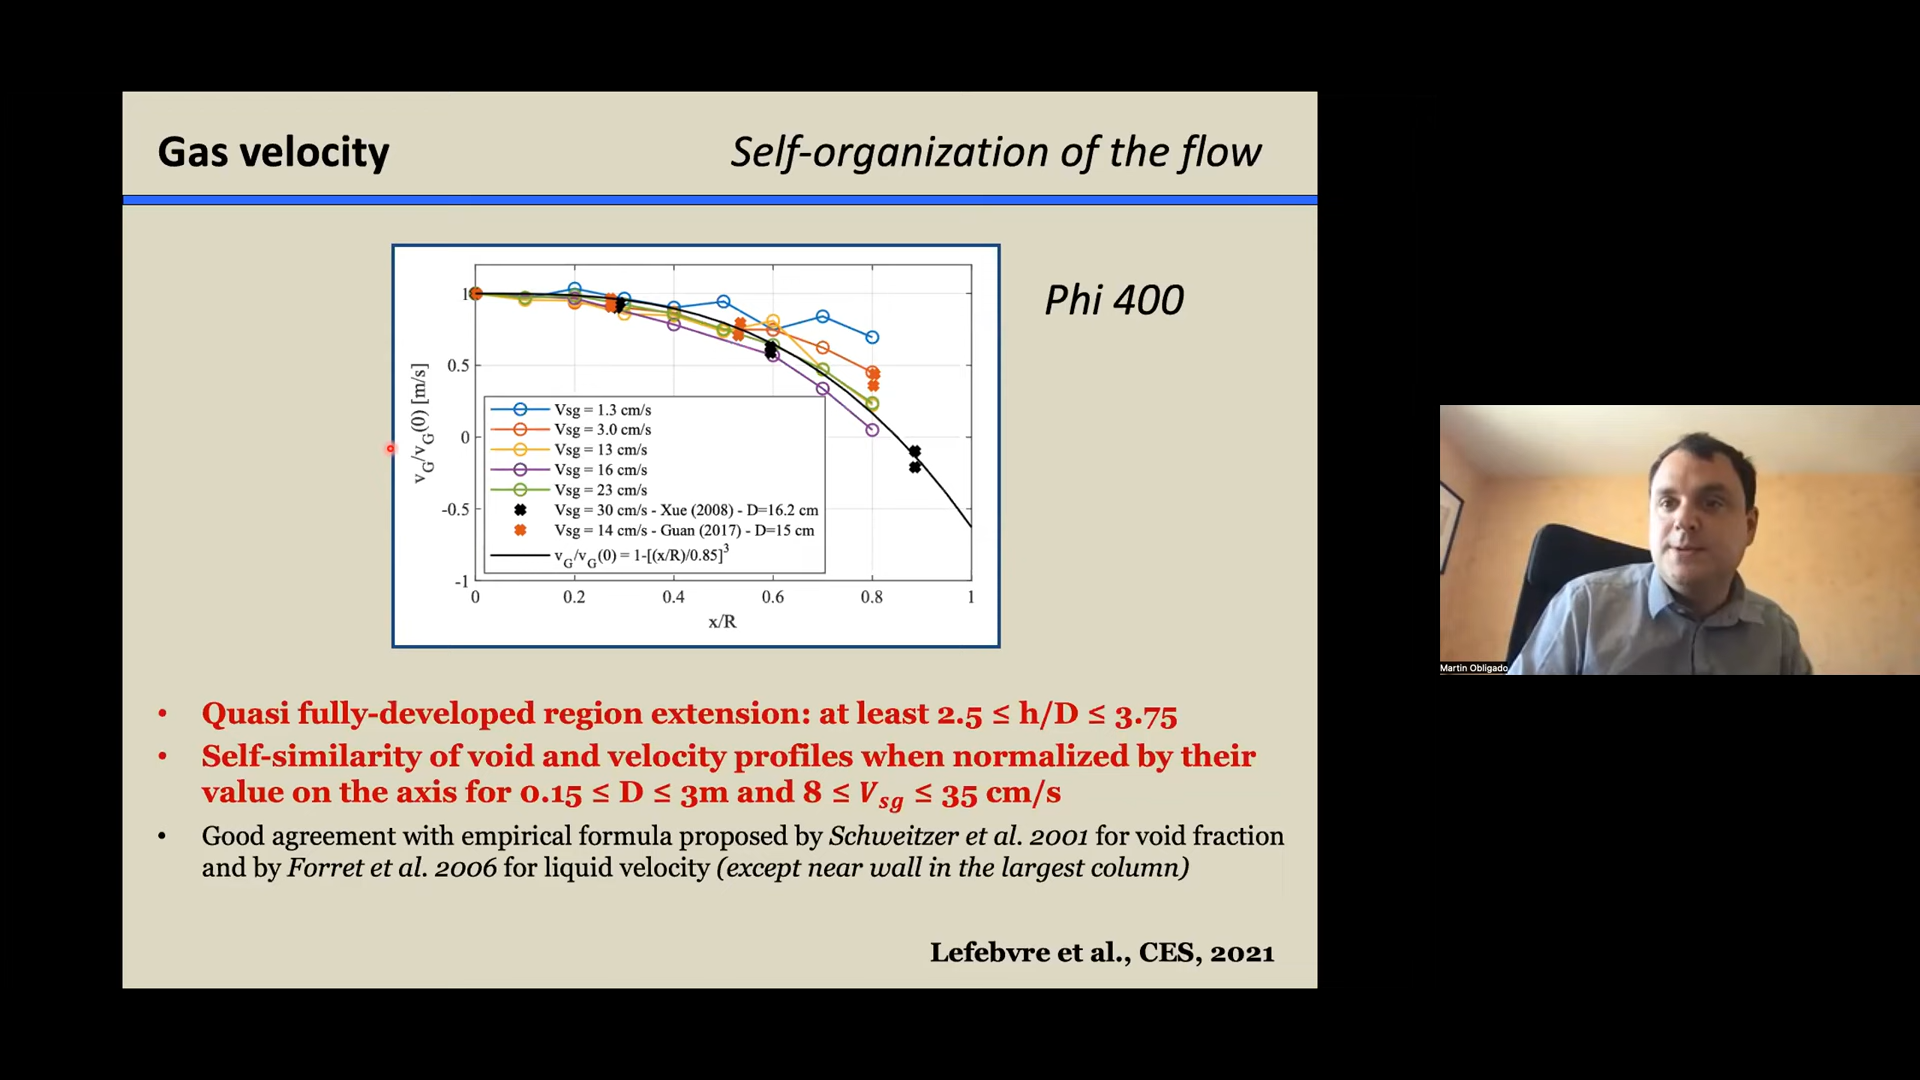 Gas velocity
Self-organization of the flow
Phi 400
1
0.5
0
-0.5
-1
v_G/v_G(0) [m/s]
Vsg = 1.3 cm/s
Vsg = 3.0 cm/s
Vsg = 13 cm/s
Vsg = 16 cm/s
Vsg = 23 cm/s
Vsg = 30 cm/s - Xue (2008) - D=16.2 cm
Vsg = 14 cm/s - Guan (2017) - D=15 cm
v_G/v_G(0) = 1-[(x/R)/0.85]^3
0 0.2 0.4 0.6 0.8 1
x/R
• Quasi fully-developed region extension: at least 2.5 ≤ h/D ≤ 3.75
• Self-similarity of void and velocity profiles when normalized by their
value on the axis for 0.15 ≤ D ≤ 3m and 8 ≤ V_sg ≤ 35 cm/s
• Good agreement with empirical formula proposed by Schweitzer et al. 2001 for void fraction
and by Forret et al. 2006 for liquid velocity (except near wall in the largest column)
Lefebvre et al., CES, 2021
Martin Obligado